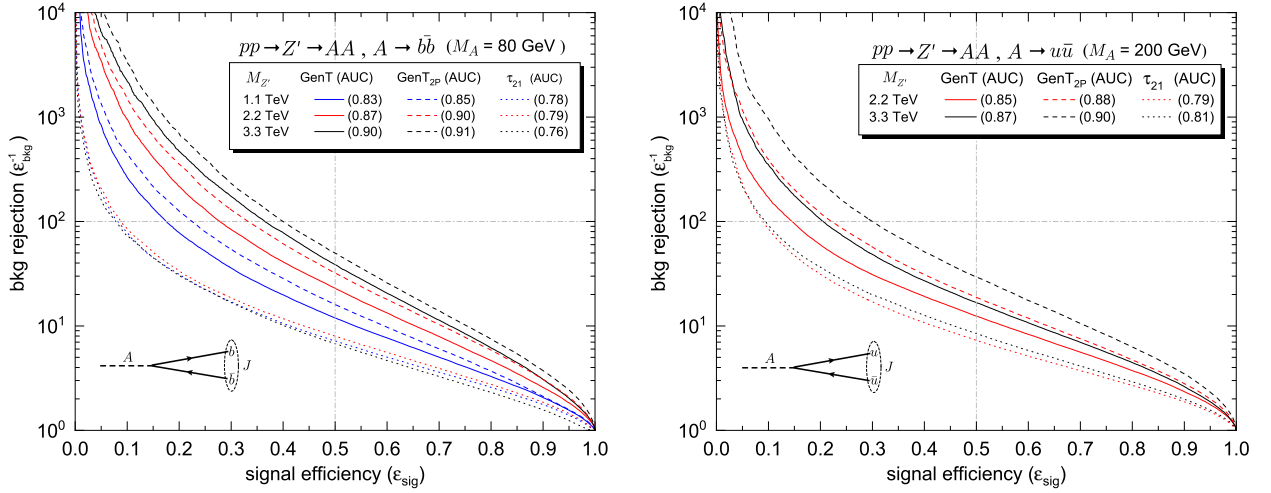 pp → Z′ → AA , A → bb̄ (M_A = 80 GeV )
M_Z′ GenT (AUC) GenT_2P (AUC) τ_21 (AUC)
1.1 TeV (0.83) (0.85) (0.78)
2.2 TeV (0.87) (0.90) (0.79)
3.3 TeV (0.90) (0.91) (0.76)
bkg rejection (ε_bkg^-1)
10^4
10^3
10^2
10^1
10^0
A b b̄ J
0.0 0.1 0.2 0.3 0.4 0.5 0.6 0.7 0.8 0.9 1.0
signal efficiency (ε_sig)
pp → Z′ → AA , A → uū (M_A = 200 GeV)
M_Z′ GenT (AUC) GenT_2P (AUC) τ_21 (AUC)
2.2 TeV (0.85) (0.88) (0.79)
3.3 TeV (0.87) (0.90) (0.81)
bkg rejection (ε_bkg^-1)
10^4
10^3
10^2
10^1
10^0
A u ū J
0.0 0.1 0.2 0.3 0.4 0.5 0.6 0.7 0.8 0.9 1.0
signal efficiency (ε_sig)